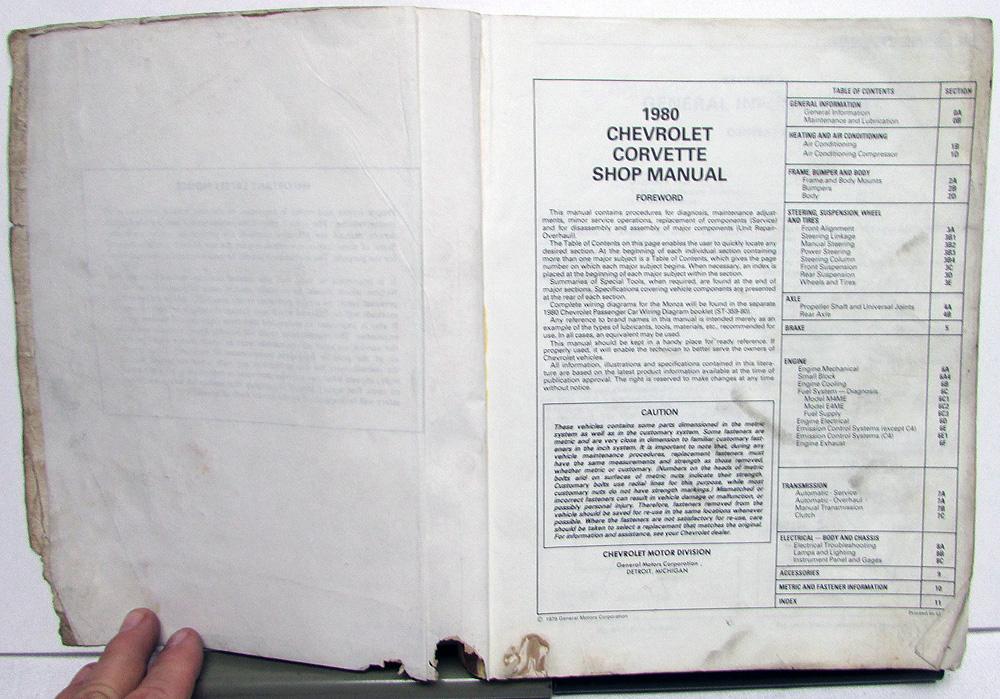 1980
CHEVROLET
CORVETTE
SHOP MANUAL
FOREWORD
This manual contains procedures for diagnosis, maintenance adjust-
ments, minor service operations, replacement of components (Service)
and for disassembly and assembly of major components (Unit Repair-
Overhaul).
The Table of Contents on this page enables the user to quickly locate any
desired section. At the beginning of each individual section containing
more than one major subject is a Table of Contents, which gives the page
number on which each major subject begins. When necessary, an index is
placed at the beginning of each major subject within the section.
Summaries of Special Tools, when required, are found at the end of
major sections. Specifications covering vehicle components are presented
at the rear of each section.
Complete wiring diagrams for the Monza will be found in the separate
1980 Chevrolet Passenger Car Wiring Diagram booklet (ST-359-80).
Any reference to brand names in this manual is intended merely as an
example of the types of lubricants, tools, materials, etc., recommended for
use. In all cases, an equivalent may be used.
This manual should be kept in a handy place for ready reference. If
properly used, it will enable the technician to better serve the owners of
Chevrolet vehicles.
All information, illustrations and specifications contained in this litera-
ture are based on the latest product information available at the time of
publication approval. The right is reserved to make changes at any time
without notice.
CAUTION
These vehicles contains some parts dimensioned in the metric
system as well as in the customary system. Some fasteners are
metric and are very close in dimension to familiar customary fast-
eners in the inch system. It is important to note that, during any
vehicle maintenance procedures, replacement fasteners must
have the same measurements and strength as those removed,
whether metric or customary. (Numbers on the heads of metric
bolts and on surfaces of metric nuts indicate their strength.
Customary bolts use radial lines for this purpose, while most
customary nuts do not have strength markings.) Mismatched or
incorrect fasteners can result in vehicle damage or malfunction, or
possibly personal injury. Therefore, fasteners removed from the
vehicle should be saved for re-use in the same locations whenever
possible. Where the fasteners are not satisfactory for re-use, care
should be taken to select a replacement that matches the original.
For information and assistance, see your Chevrolet dealer.
CHEVROLET MOTOR DIVISION
General Motors Corporation
DETROIT, MICHIGAN
© 1979 General Motors Corporation
TABLE OF CONTENTS SECTION
GENERAL INFORMATION
General Information 0A
Maintenance and Lubrication 0B
HEATING AND AIR CONDITIONING
Air Conditioning 1B
Air Conditioning Compressor 1D
FRAME, BUMPER AND BODY
Frame and Body Mounts 2A
Bumpers 2B
Body 2D
STEERING, SUSPENSION, WHEEL
AND TIRES
Front Alignment 3A
Steering Linkage 3B1
Manual Steering 3B2
Power Steering 3B3
Steering Column 3B4
Front Suspension 3C
Rear Suspension 3D
Wheels and Tires 3E
AXLE
Propeller Shaft and Universal Joints 4A
Rear Axle 4B
BRAKE 5
ENGINE
Engine Mechanical 6A
Small Block 6A4
Engine Cooling 6B
Fuel System — Diagnosis 6C
Model M4ME 6C1
Model E4ME 6C2
Fuel Supply 6C3
Engine Electrical 6D
Emission Control Systems (except C4) 6E
Emission Control Systems (C4) 6E1
Engine Exhaust 6F
TRANSMISSION
Automatic - Service 7A
Automatic - Overhaul 7A
Manual Transmission 7B
Clutch 7C
ELECTRICAL — BODY AND CHASSIS
Electrical Troubleshooting 8A
Lamps and Lighting 8B
Instrument Panel and Gages 8C
ACCESSORIES 9
METRIC AND FASTENER INFORMATION 10
INDEX 11
Printed in U